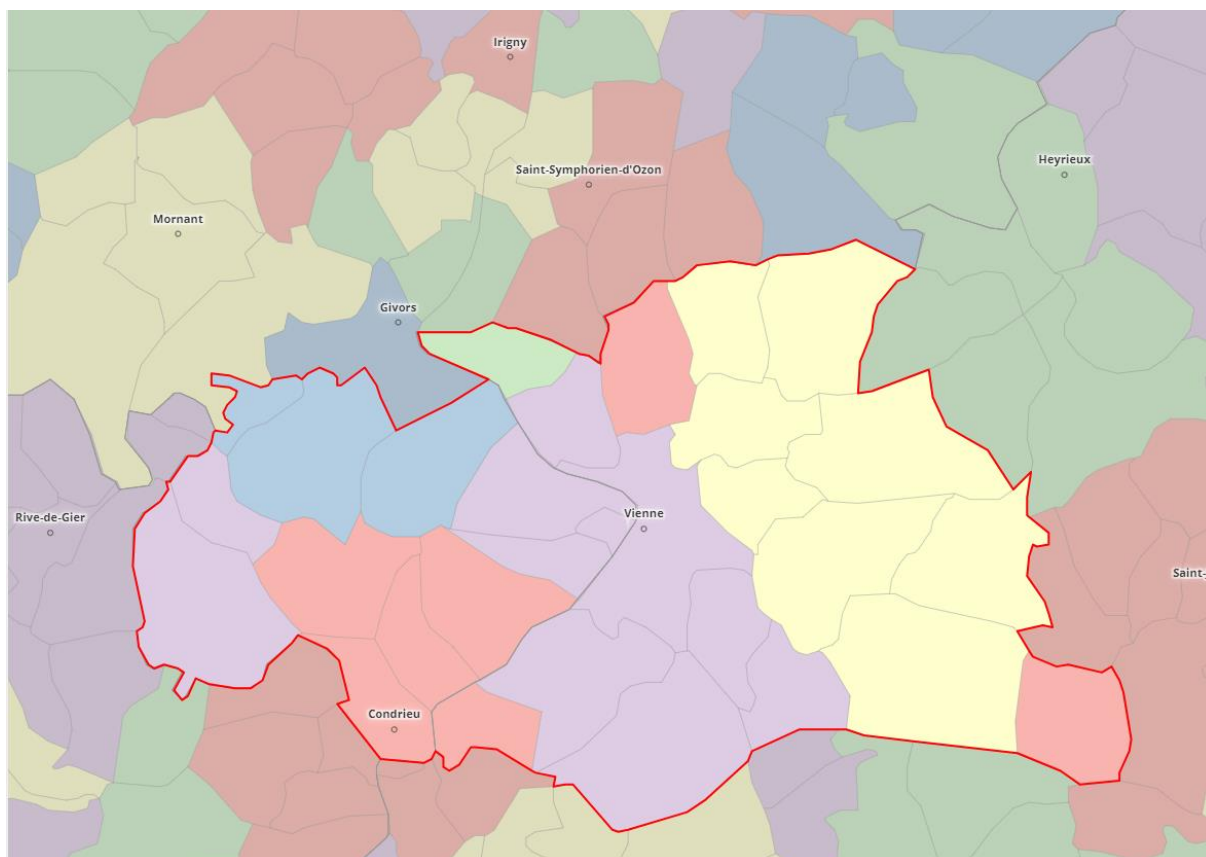 Irigny
Heyrieux
Saint-Symphorien-d'Ozon
Mornant
Givors
Vienne
Rive-de-Gier
Saint-
Condrieu